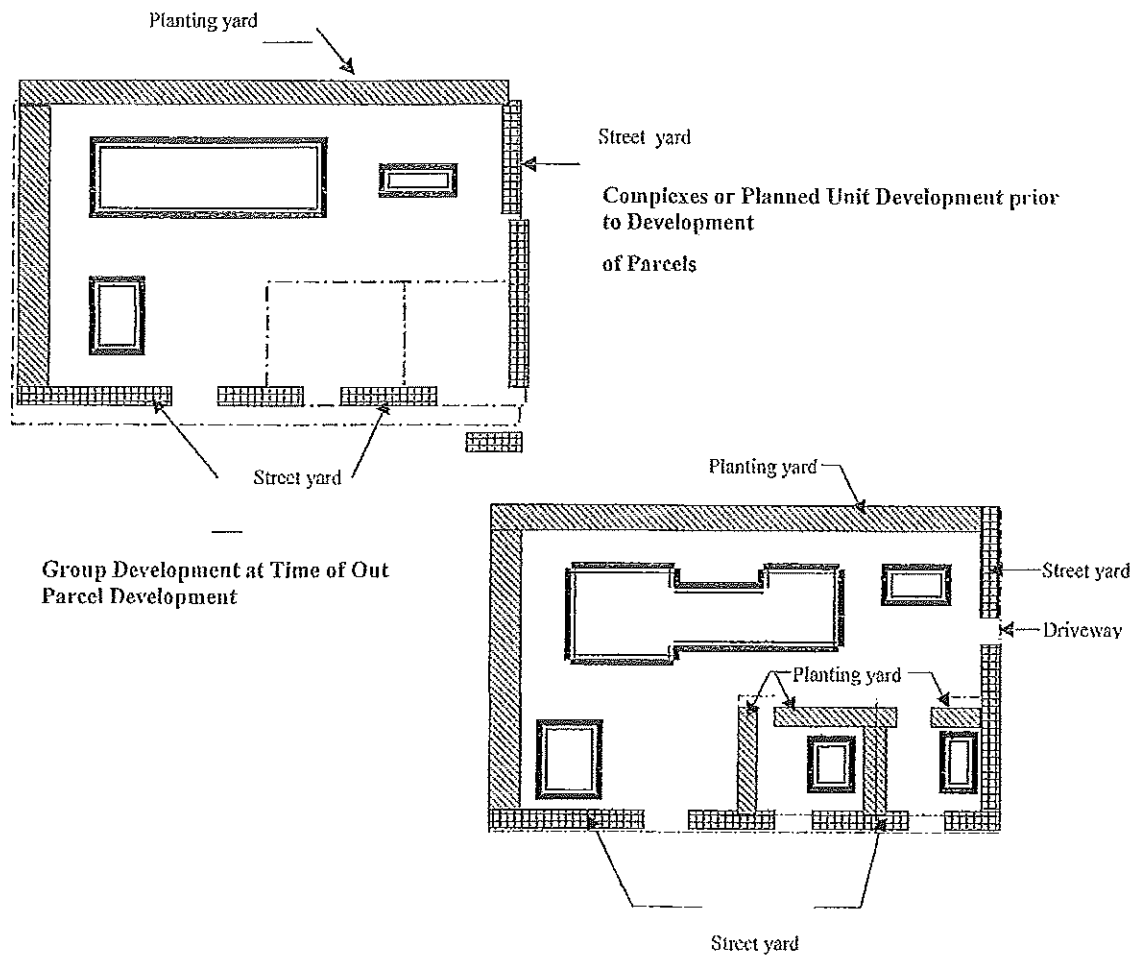 Planting yard
Street yard
Complexes or Planned Unit Development prior
to Development
of Parcels
Street yard
Group Development at Time of Out
Parcel Development
Planting yard
Street yard
Driveway
Planting yard
Street yard